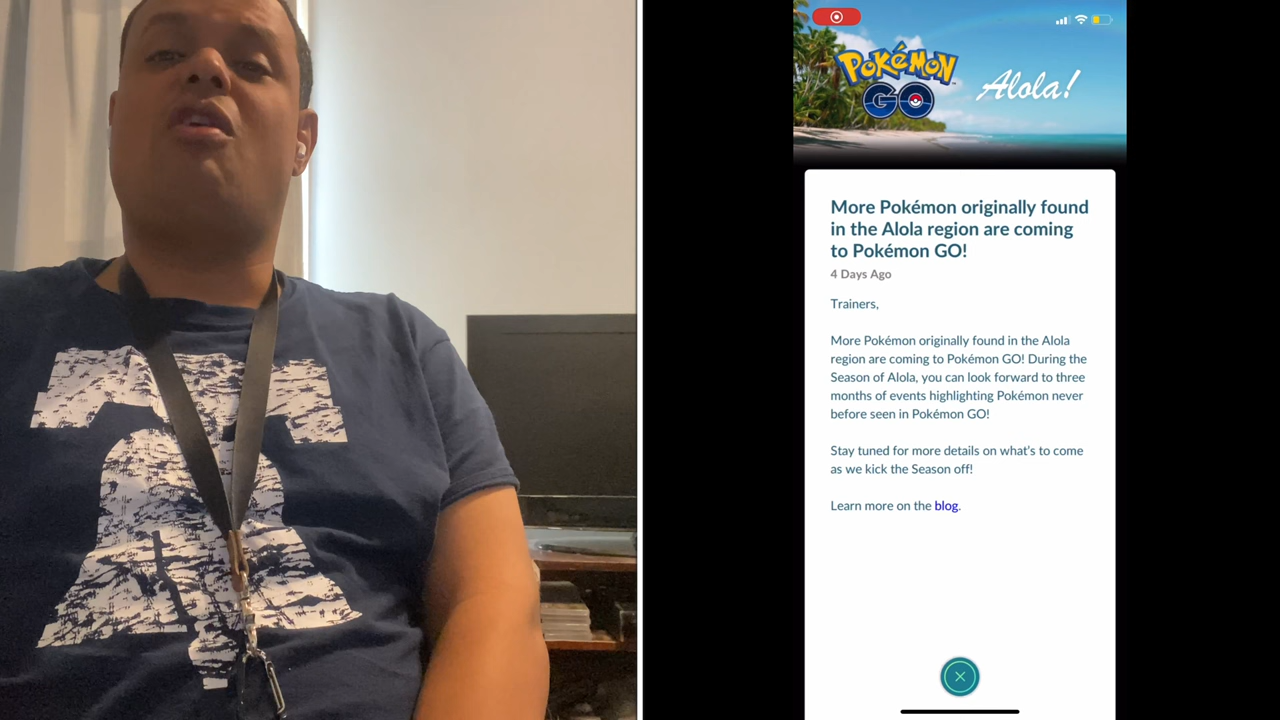 POKÉMON
GO
Alola!
More Pokémon originally found
in the Alola region are coming
to Pokémon GO!
4 Days Ago
Trainers,
More Pokémon originally found in the Alola
region are coming to Pokémon GO! During the
Season of Alola, you can look forward to three
months of events highlighting Pokémon never
before seen in Pokémon GO!
Stay tuned for more details on what's to come
as we kick the Season off!
Learn more on the blog.